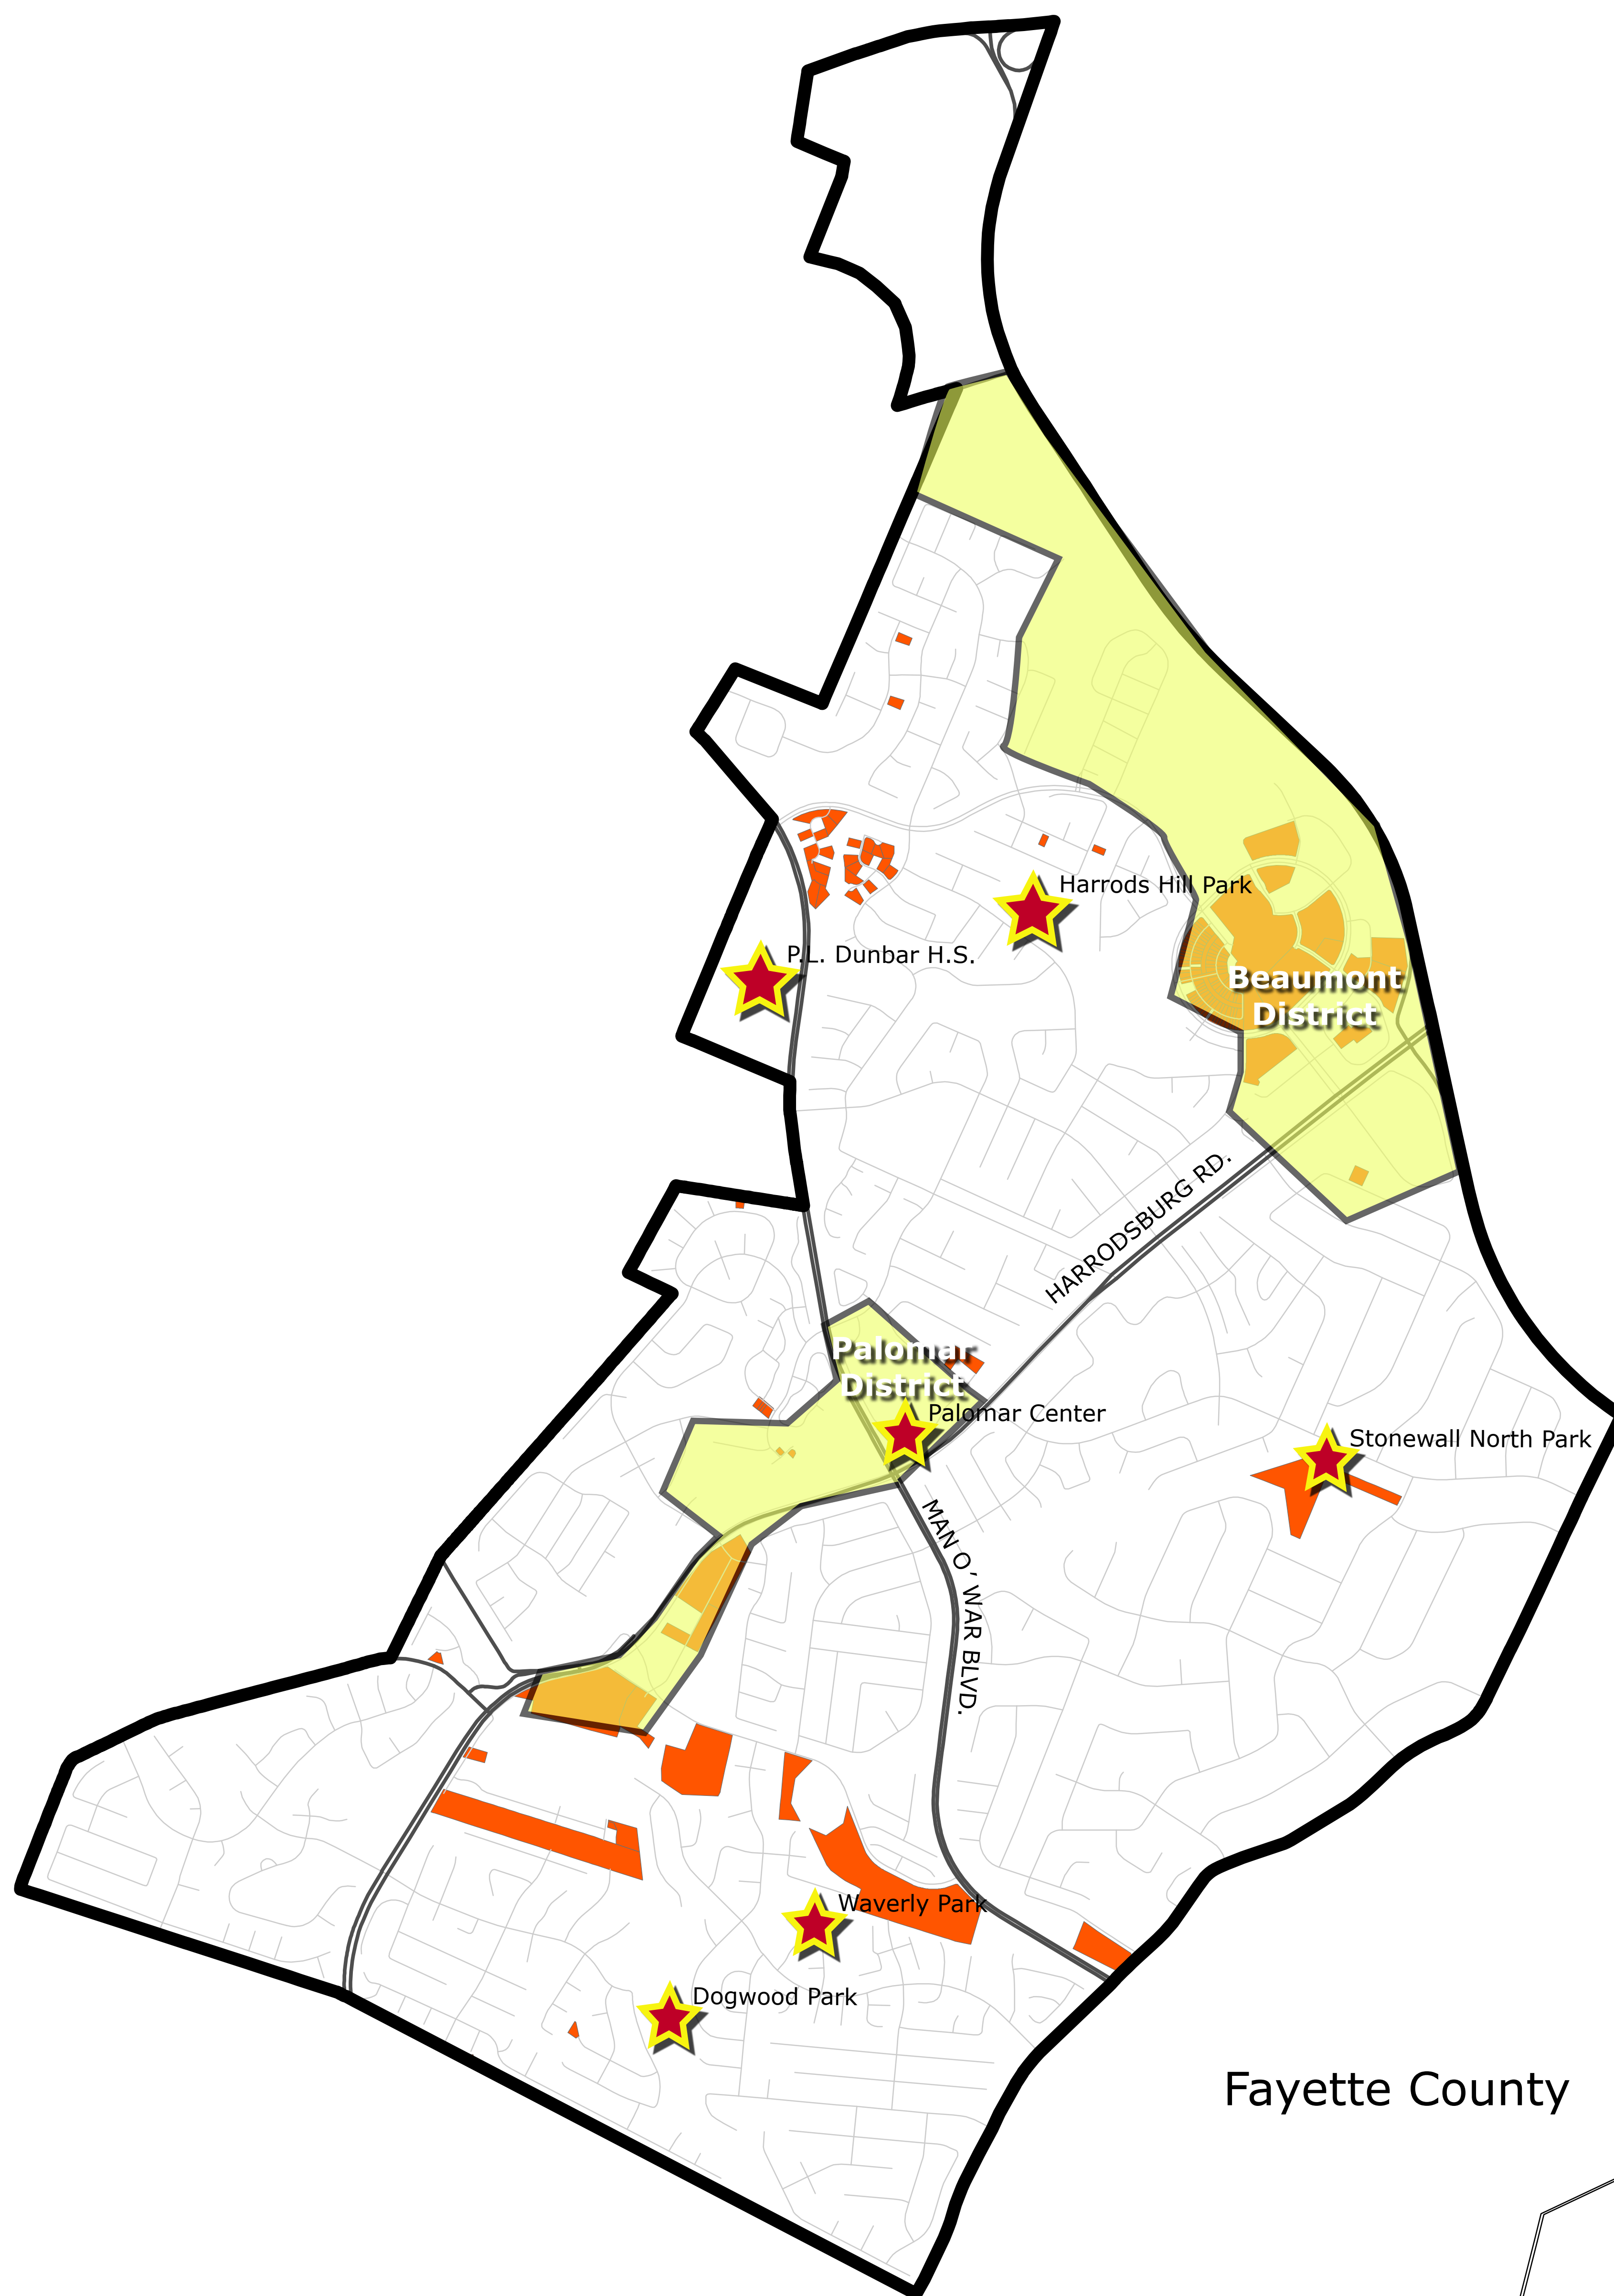 Harrods Hill Park
P.L. Dunbar H.S.
Beaumont
District
HARRODSBURG RD.
Palomar
District
Palomar Center
Stonewall North Park
MAN O’ WAR BLVD.
Waverly Park
Dogwood Park
Fayette County